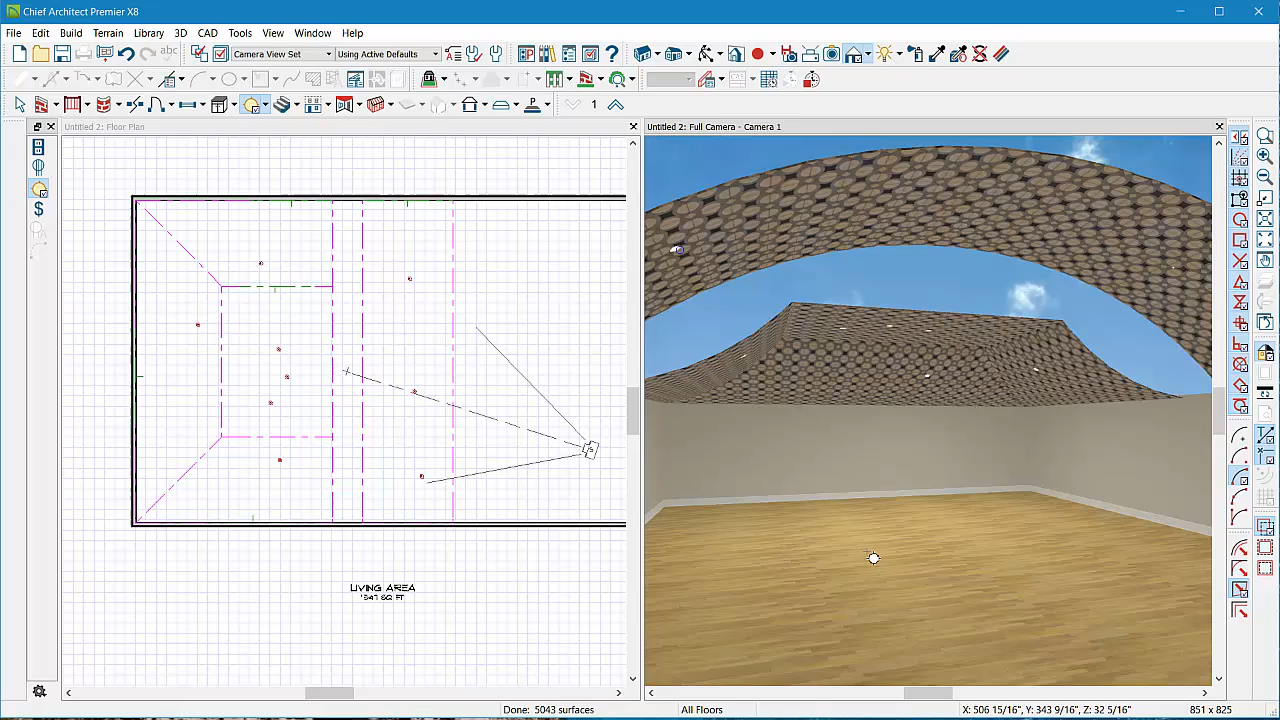 Chief Architect Premier X8
File Edit Build Terrain Library 3D CAD Tools View Window Help
Camera View Set Using Active Defaults
abc
1
Untitled 2: Floor Plan
Untitled 2: Full Camera - Camera 1
$
LIVING AREA
Done: 5043 surfaces All Floors X: 506 15/16", Y: 343 9/16", Z: 32 5/16" 851 x 825